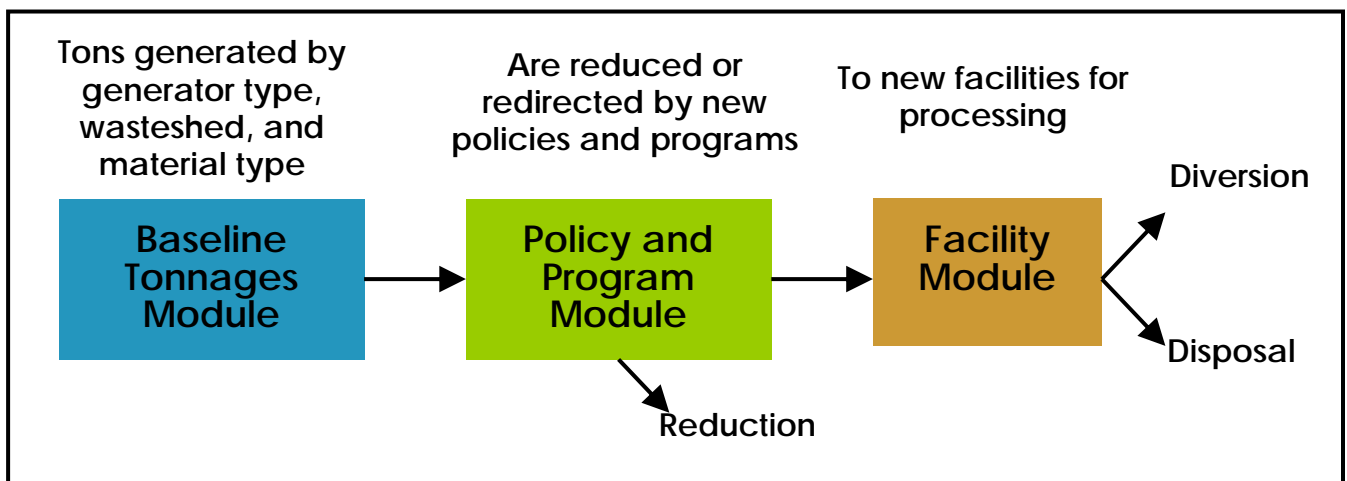 Tons generated by
generator type,
wasteshed, and
material type
Are reduced or
redirected by new
policies and programs
To new facilities for
processing
Baseline
Tonnages
Module
Policy and
Program
Module
Facility
Module
Diversion
Disposal
Reduction